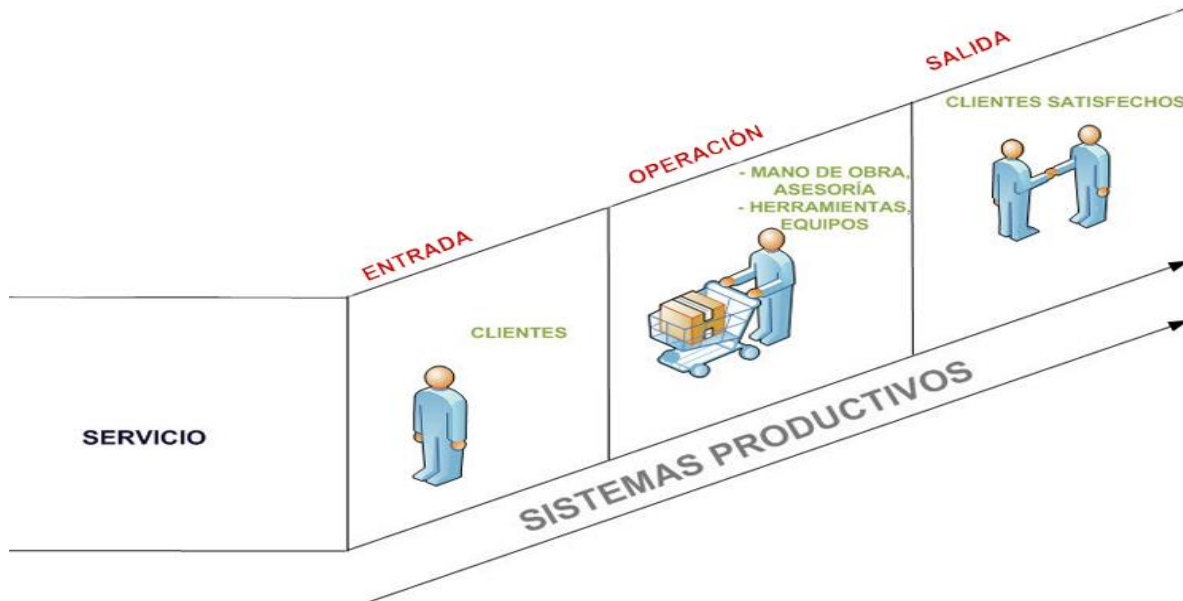 SERVICIO
ENTRADA
CLIENTES
OPERACIÓN
- MANO DE OBRA,
ASESORÍA
- HERRAMIENTAS,
EQUIPOS
SALIDA
CLIENTES SATISFECHOS
SISTEMAS PRODUCTIVOS